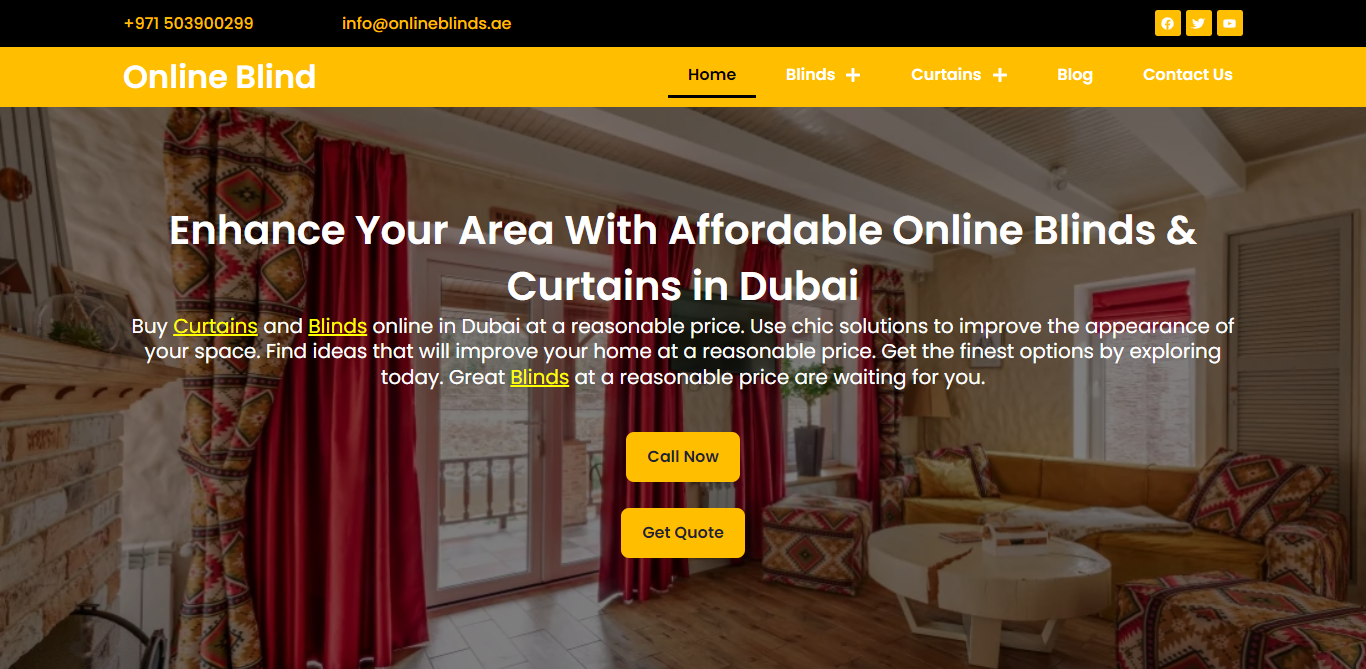 +971 503900299
info@onlineblinds.ae
Online Blind
Home
Blinds
Curtains
Blog
Contact Us
Enhance Your Area With Affordable Online Blinds &
Curtains in Dubai
Buy Curtains and Blinds online in Dubai at a reasonable price. Use chic solutions to improve the appearance of
your space. Find ideas that will improve your home at a reasonable price. Get the finest options by exploring
today. Great Blinds at a reasonable price are waiting for you.
Call Now
Get Quote